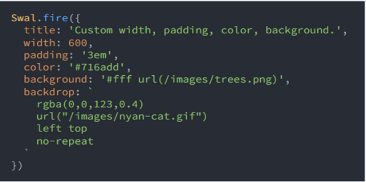 Swal.fire({
  title: 'Custom width, padding, color, background.',
  width: 600,
  padding: '3em',
  color: '#716add',
  background: '#fff url(/images/trees.png)',
  backdrop: `
    rgba(0,0,123,0.4)
    url("/images/nyan-cat.gif")
    left top
    no-repeat
  `
})